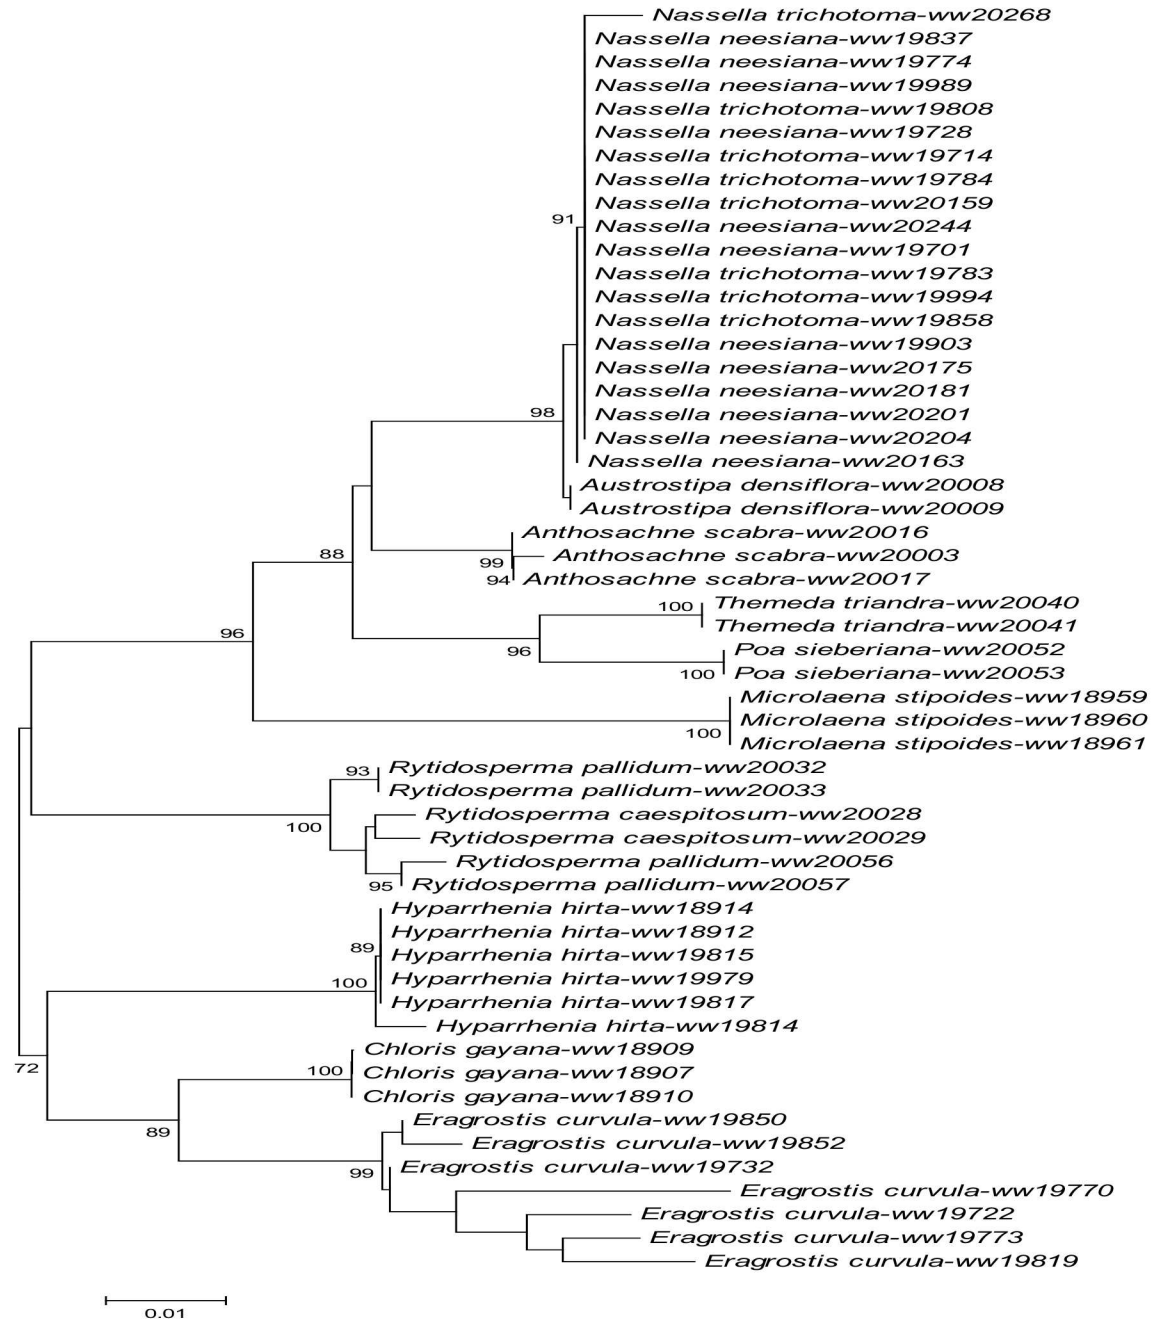 Nassella trichotoma-ww20268
Nassella neesiana-ww19837
Nassella neesiana-ww19774
Nassella neesiana-ww19989
Nassella trichotoma-ww19808
Nassella neesiana-ww19728
Nassella trichotoma-ww19714
Nassella trichotoma-ww19784
Nassella trichotoma-ww20159
91
Nassella neesiana-ww20244
Nassella neesiana-ww19701
Nassella trichotoma-ww19783
Nassella trichotoma-ww19994
Nassella trichotoma-ww19858
Nassella neesiana-ww19903
Nassella neesiana-ww20175
Nassella neesiana-ww20181
98
Nassella neesiana-ww20201
Nassella neesiana-ww20204
Nassella neesiana-ww20163
Austrostipa densiflora-ww20008
Austrostipa densiflora-ww20009
Anthosachne scabra-ww20016
88
Anthosachne scabra-ww20003
99
94
Anthosachne scabra-ww20017
100
Themeda triandra-ww20040
Themeda triandra-ww20041
96
96
Poa sieberiana-ww20052
100
Poa sieberiana-ww20053
Microlaena stipoides-ww18959
Microlaena stipoides-ww18960
100
Microlaena stipoides-ww18961
93
Rytidosperma pallidum-ww20032
Rytidosperma pallidum-ww20033
Rytidosperma caespitosum-ww20028
100
Rytidosperma caespitosum-ww20029
Rytidosperma pallidum-ww20056
95
Rytidosperma pallidum-ww20057
Hyparrhenia hirta-ww18914
Hyparrhenia hirta-ww18912
89
Hyparrhenia hirta-ww19815
100
Hyparrhenia hirta-ww19979
Hyparrhenia hirta-ww19817
Hyparrhenia hirta-ww19814
Chloris gayana-ww18909
72
100
Chloris gayana-ww18907
Chloris gayana-ww18910
Eragrostis curvula-ww19850
89
Eragrostis curvula-ww19852
99
Eragrostis curvula-ww19732
Eragrostis curvula-ww19770
Eragrostis curvula-ww19722
Eragrostis curvula-ww19773
Eragrostis curvula-ww19819
0.01